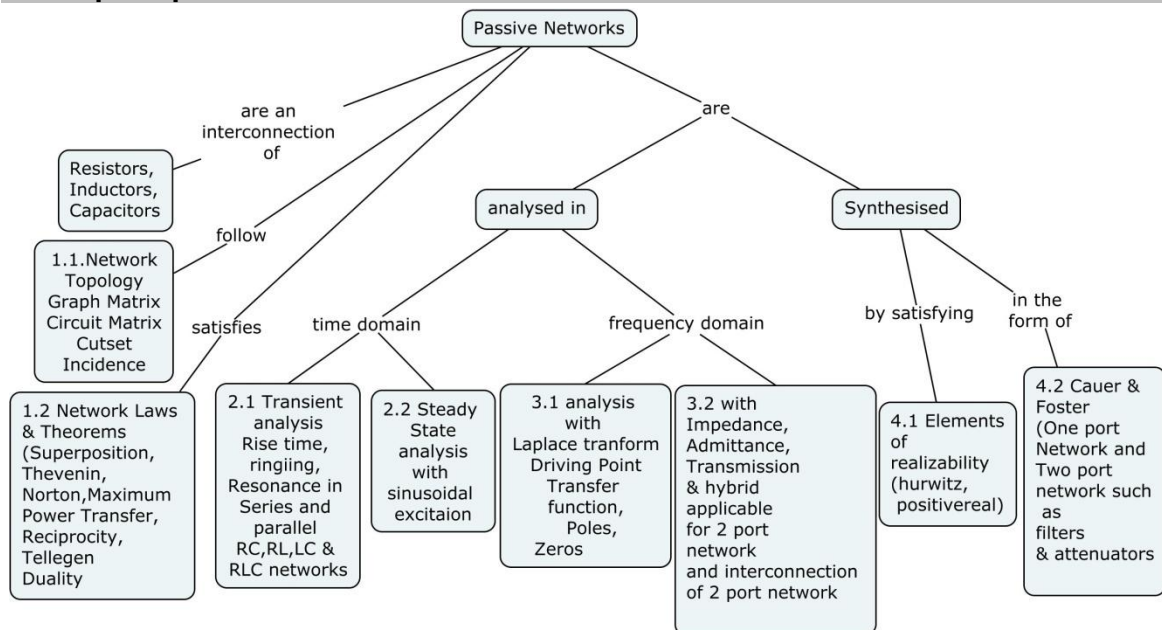 Passive Networks
are an
interconnection
of
are
Resistors,
Inductors,
Capacitors
analysed in
Synthesised
follow
1.1.Network
Topology
Graph Matrix
Circuit Matrix
Cutset
Incidence
satisfies
time domain
frequency domain
by satisfying
in the
form of
1.2 Network Laws
& Theorems
(Superposition,
Thevenin,
Norton,Maximum
Power Transfer,
Reciprocity,
Tellegen
Duality
2.1 Transient
analysis
Rise time,
ringiing,
Resonance in
Series and
parallel
RC,RL,LC &
RLC networks
2.2 Steady
State
analysis
with
sinusoidal
excitaion
3.1 analysis
with
Laplace tranform
Driving Point
Transfer
function,
Poles,
Zeros
3.2 with
Impedance,
Admittance,
Transmission
& hybrid
applicable
for 2 port
network
and interconnection
of 2 port network
4.1 Elements
of
realizability
(hurwitz,
positivereal)
4.2 Cauer &
Foster
(One port
Network and
Two port
network such
as
filters
& attenuators